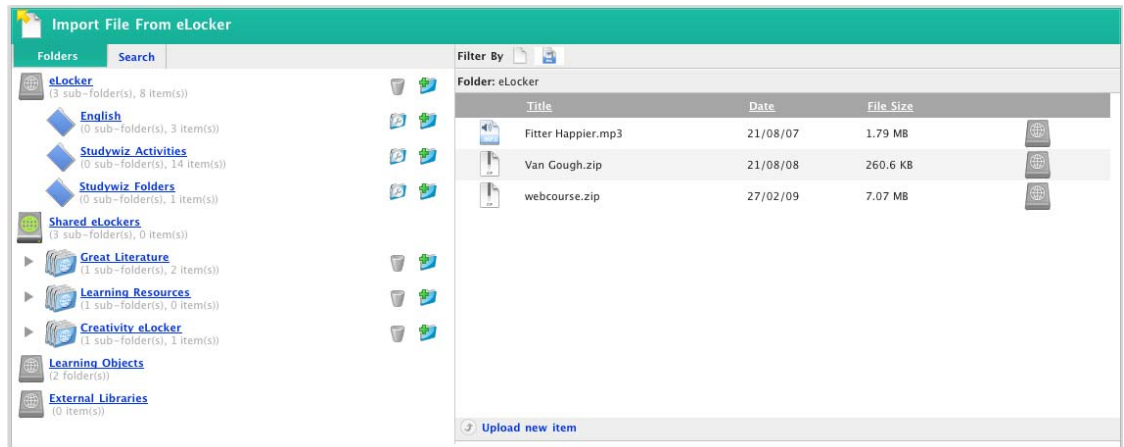 Import File From eLocker
Folders
Search
eLocker
(3 sub-folder(s), 8 item(s))
English
(0 sub-folder(s), 3 item(s))
Studywiz Activities
(0 sub-folder(s), 14 item(s))
Studywiz Folders
(0 sub-folder(s), 1 item(s))
Shared eLockers
(3 sub-folder(s), 0 item(s))
Great Literature
(1 sub-folder(s), 2 item(s))
Learning Resources
(1 sub-folder(s), 0 item(s))
Creativity eLocker
(1 sub-folder(s), 1 item(s))
Learning Objects
(2 folder(s))
External Libraries
(0 item(s))
Filter By
Folder: eLocker
Title Date File Size
Fitter Happier.mp3 21/08/07 1.79 MB
Van Gough.zip 21/08/08 260.6 KB
webcourse.zip 27/02/09 7.07 MB
Upload new item